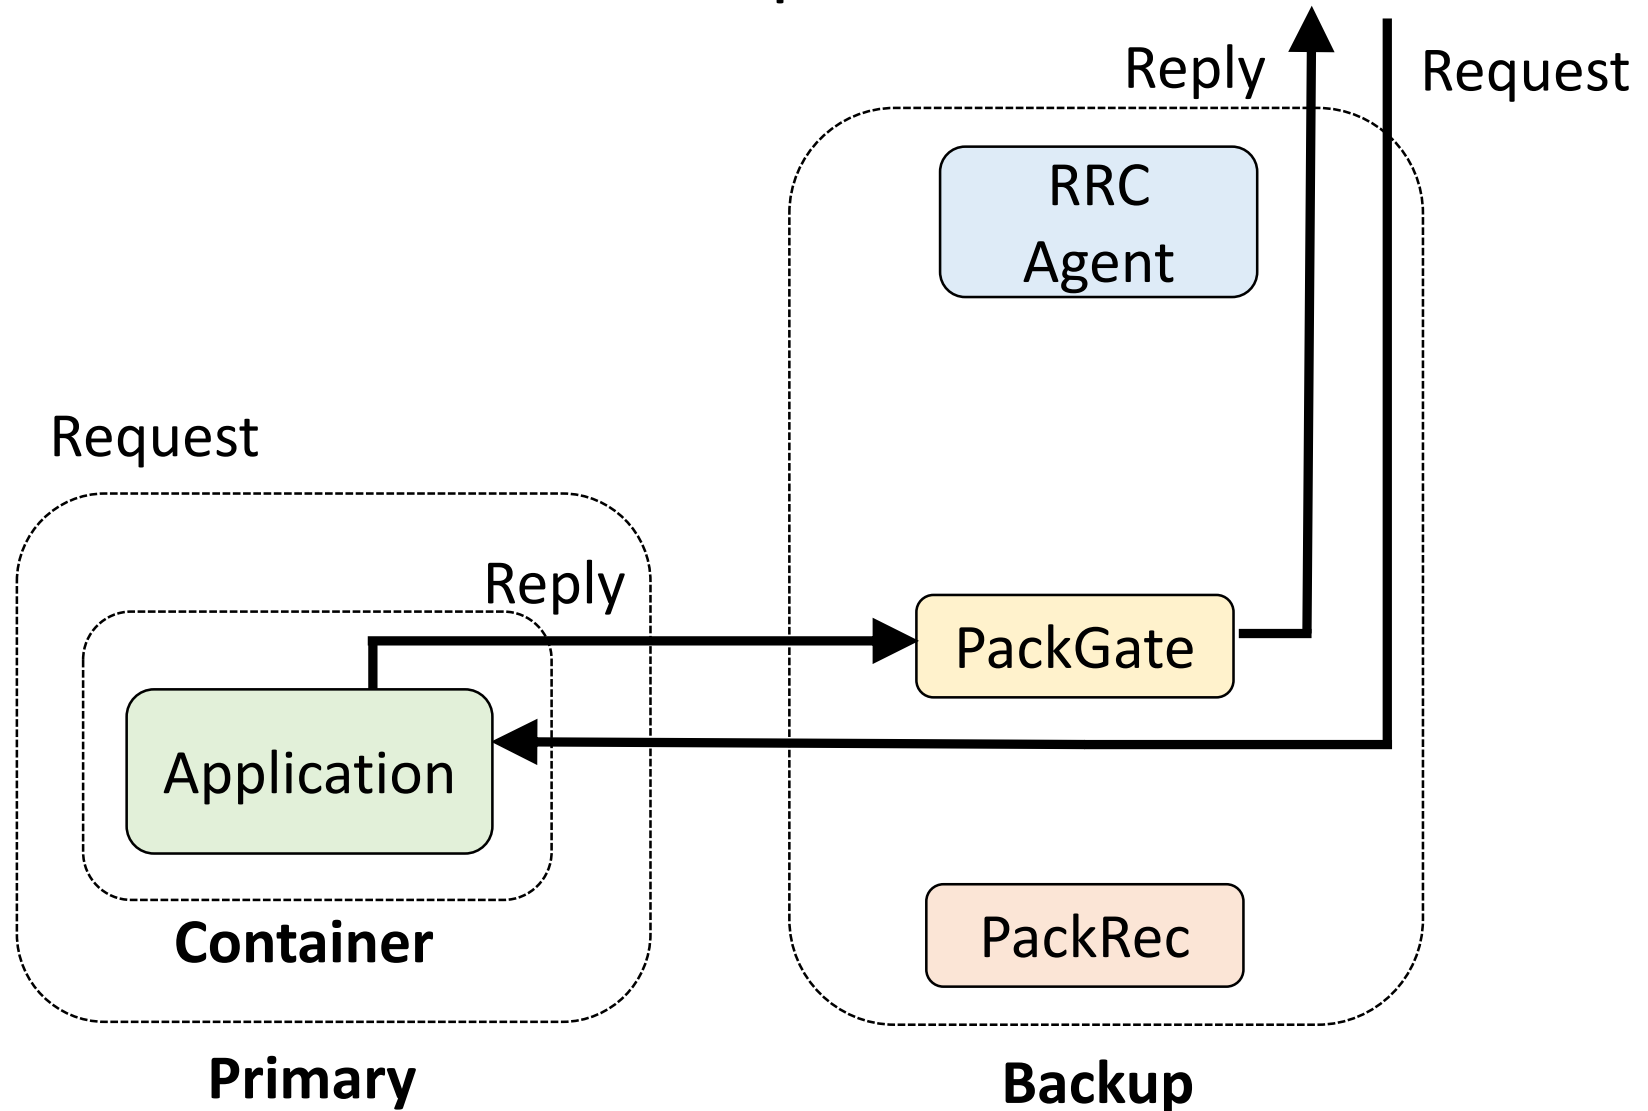 Reply
Request
RRC
Agent
Request
Reply
PackGate
Application
PackRec
Container
Primary
Backup